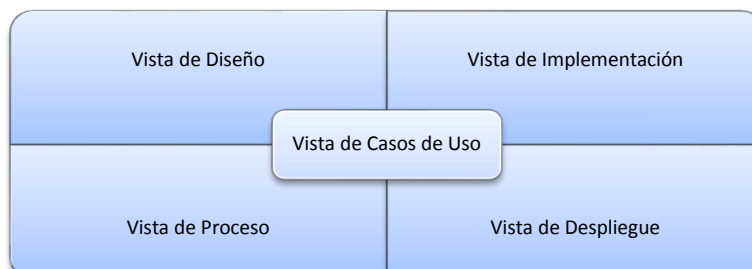 Vista de Diseño
Vista de Implementación
Vista de Casos de Uso
Vista de Proceso
Vista de Despliegue